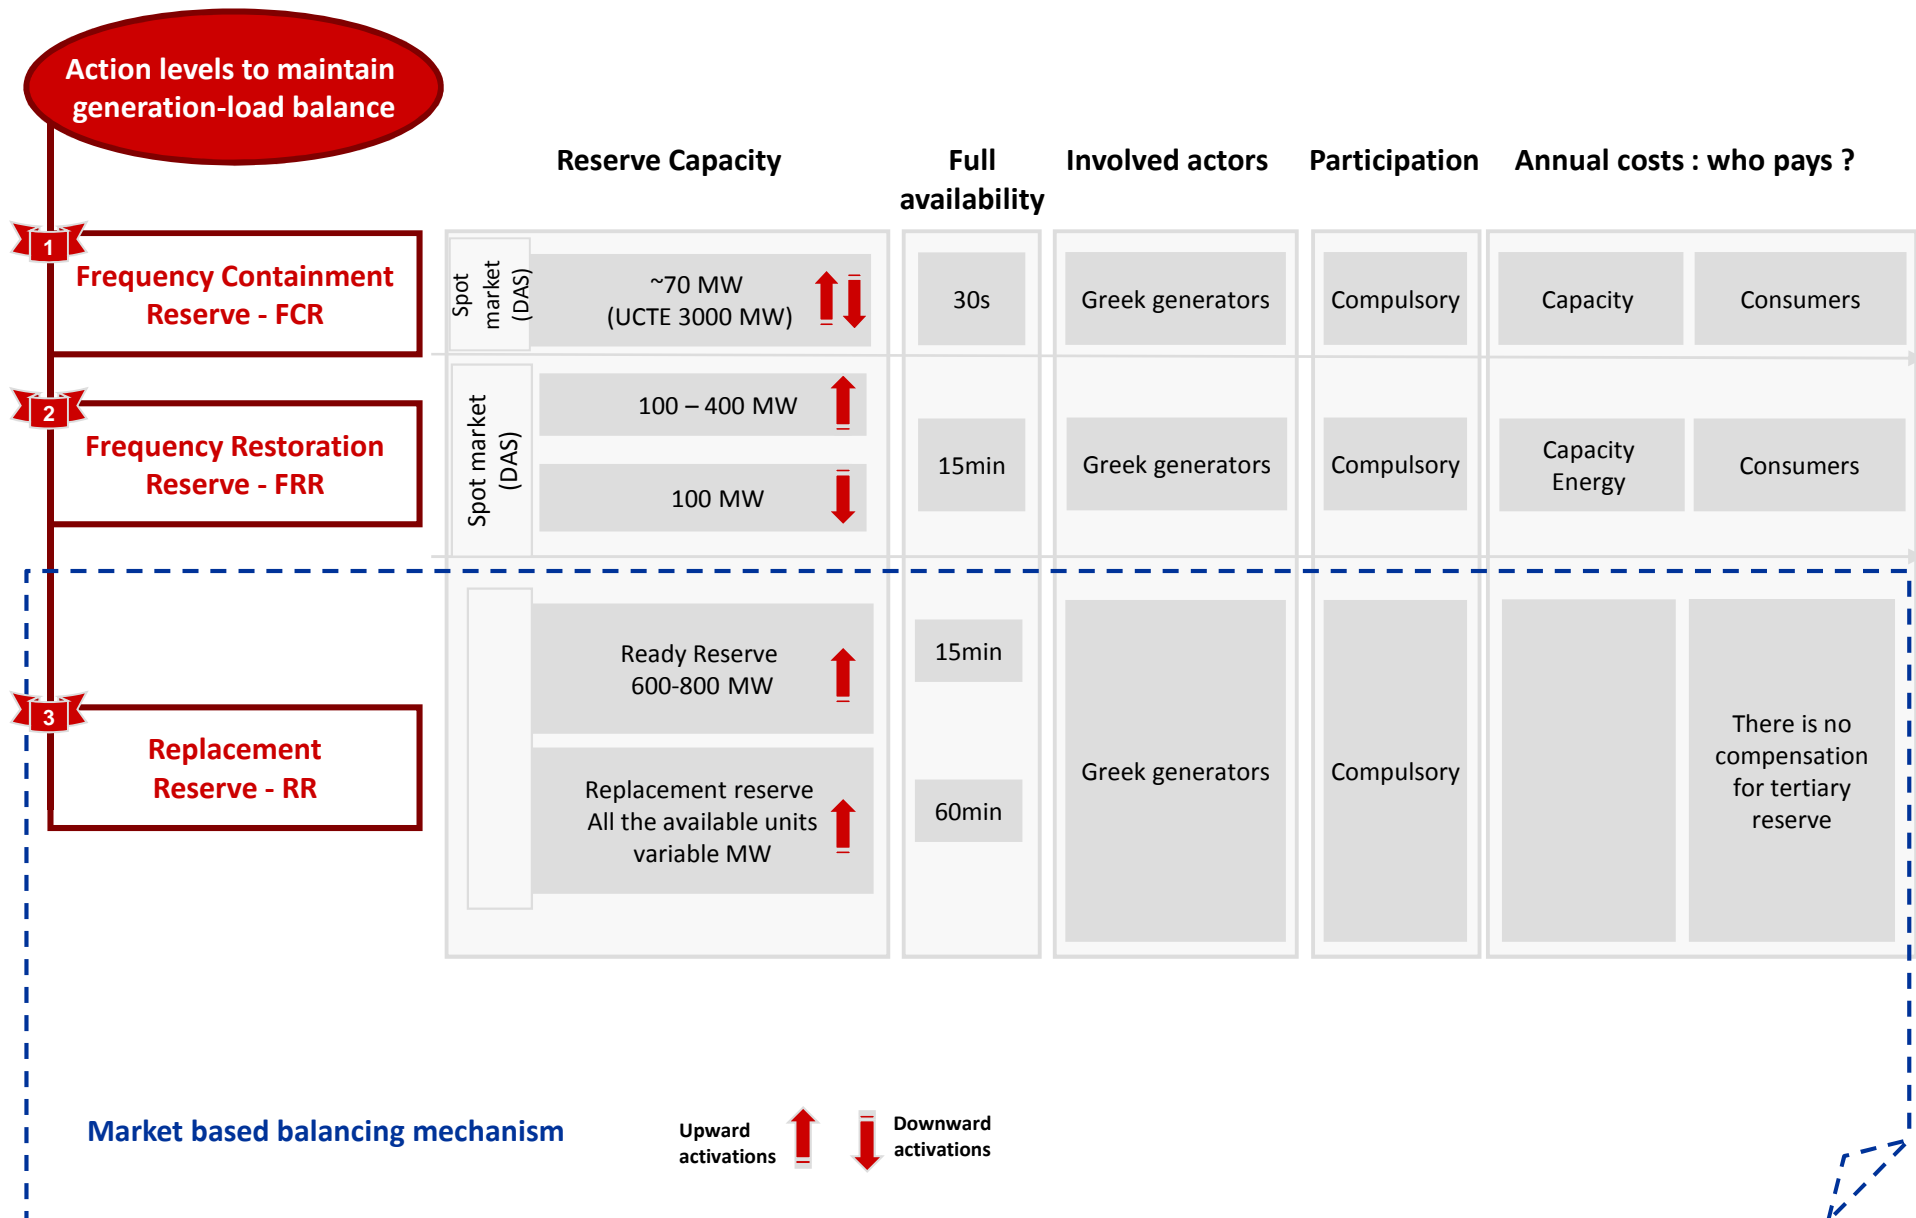 Action levels to maintain
generation-load balance
Reserve Capacity
Full
availability
Involved actors
Participation
Annual costs : who pays ?
1
Frequency Containment
Reserve - FCR
Spot
market
(DAS)
~70 MW
(UCTE 3000 MW)
30s
Greek generators
Compulsory
Capacity
Consumers
2
Frequency Restoration
Reserve - FRR
Spot market
(DAS)
100 – 400 MW
100 MW
15min
Greek generators
Compulsory
Capacity
Energy
Consumers
3
Replacement
Reserve - RR
Ready Reserve
600-800 MW
15min
Replacement reserve
All the available units
variable MW
60min
Greek generators
Compulsory
There is no
compensation
for tertiary
reserve
Market based balancing mechanism
Upward
activations
Downward
activations